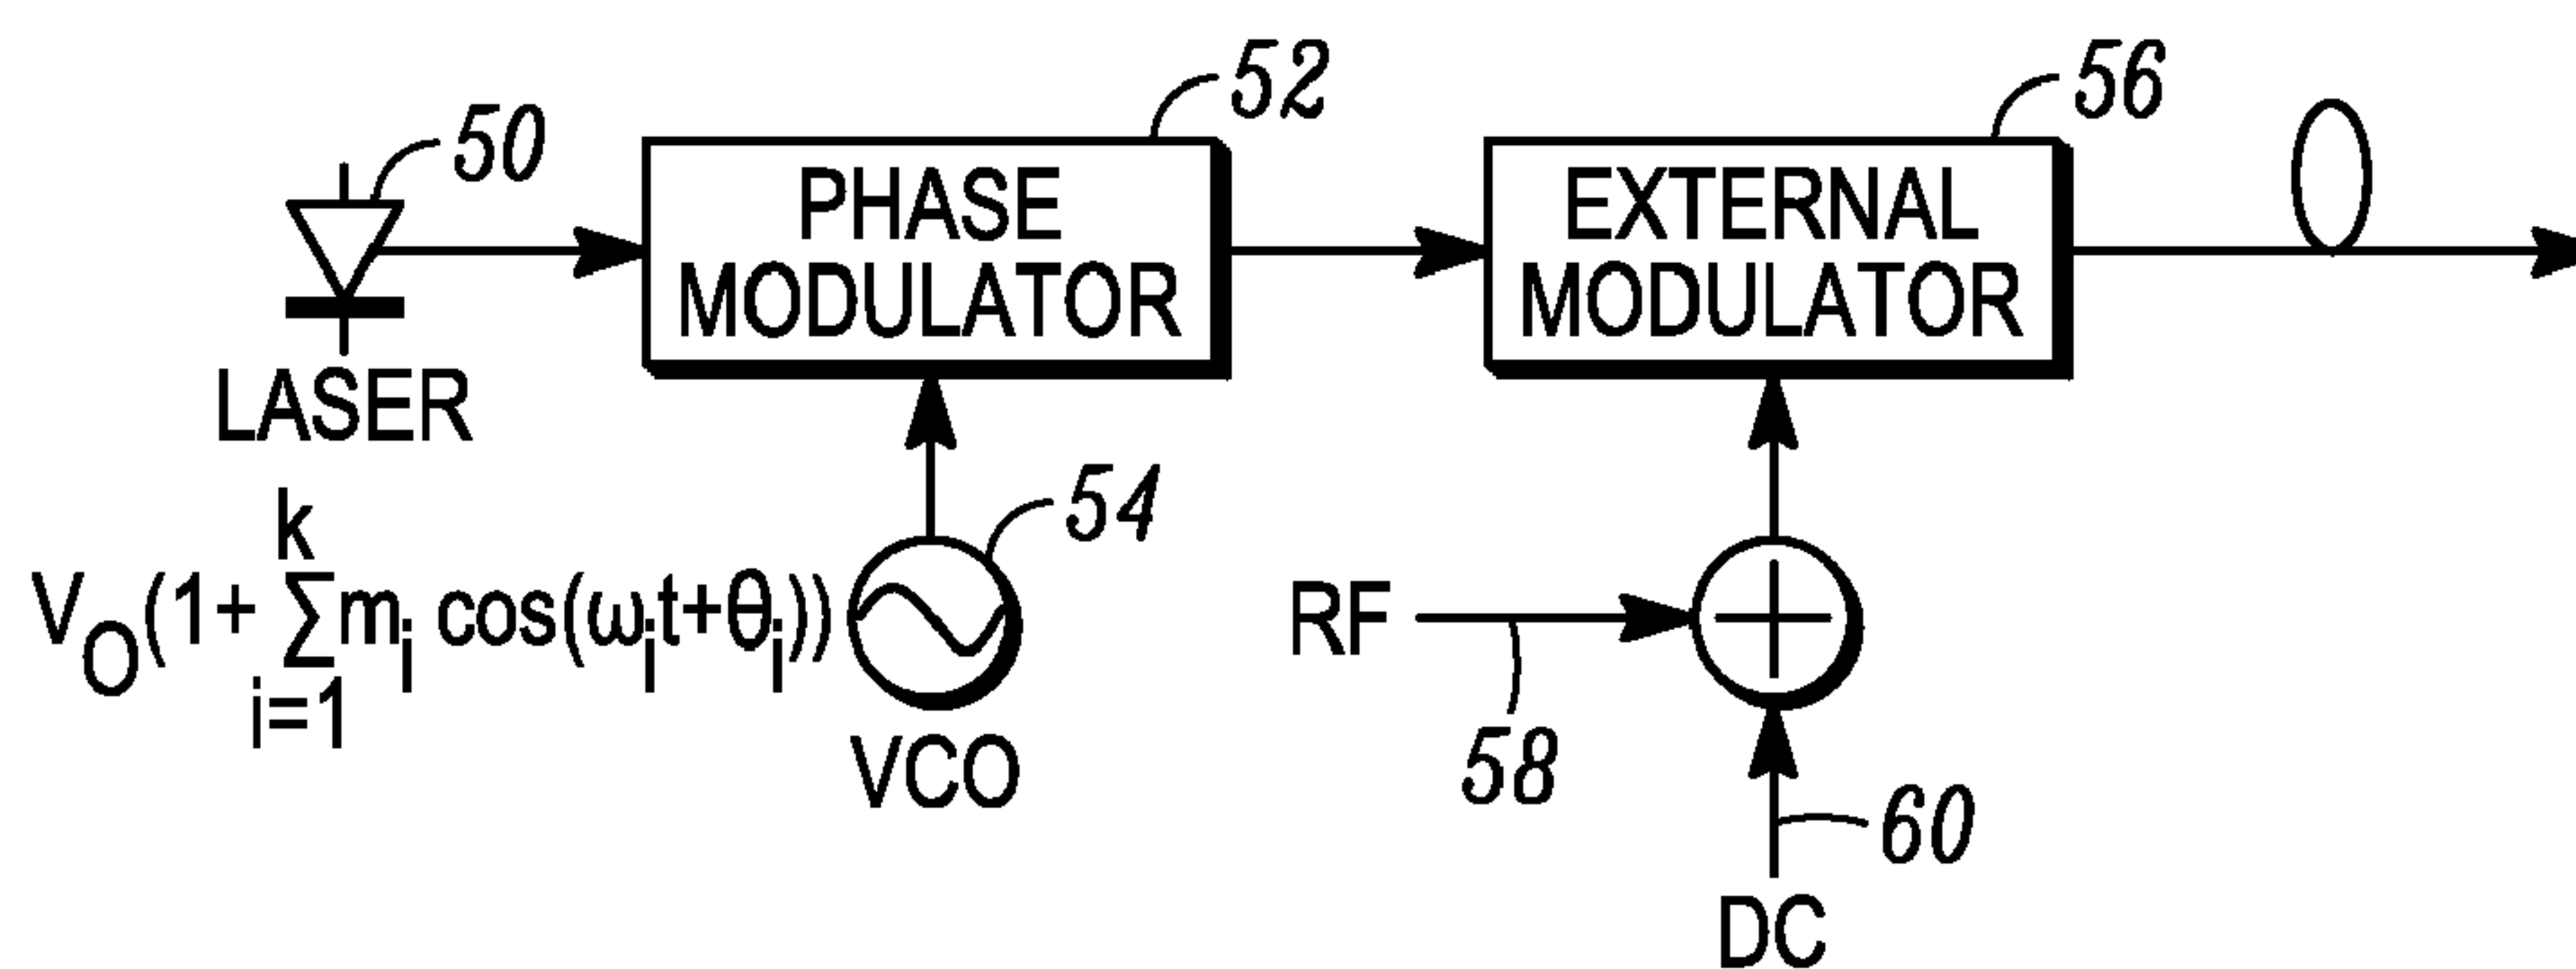 50
52
56
PHASE
MODULATOR
EXTERNAL
MODULATOR
LASER
54
k
V_O(1+ ∑ m_i cos(ω_i t+θ_i))
i=1
VCO
RF
58
60
DC